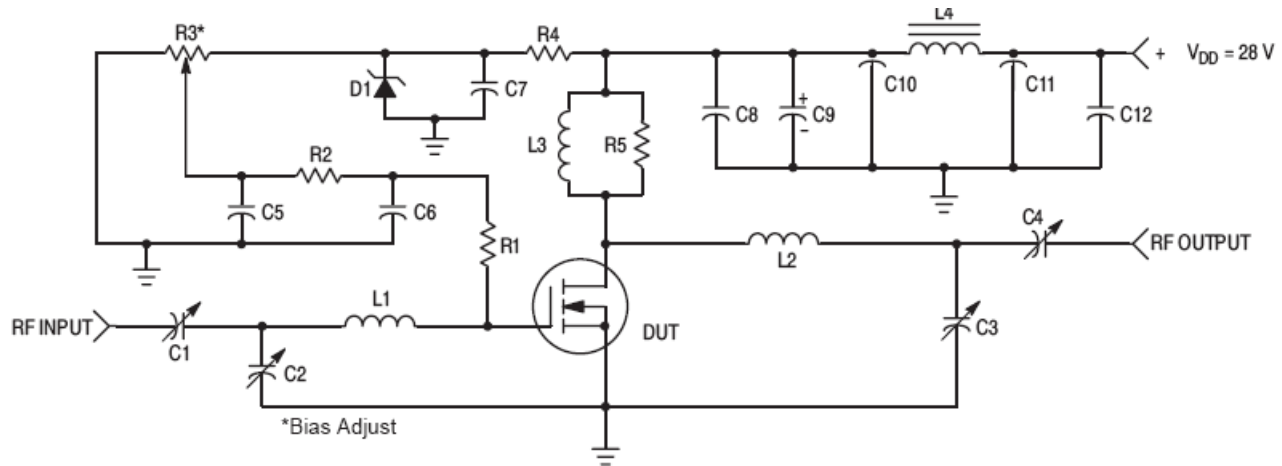 L4
R3*
R4
+ V_DD = 28 V
D1
C7
C10
C11
C8
+
C9
–
C12
L3
R5
R2
C5
C6
C4
R1
L2
RF OUTPUT
L1
RF INPUT
C1
DUT
C3
C2
*Bias Adjust